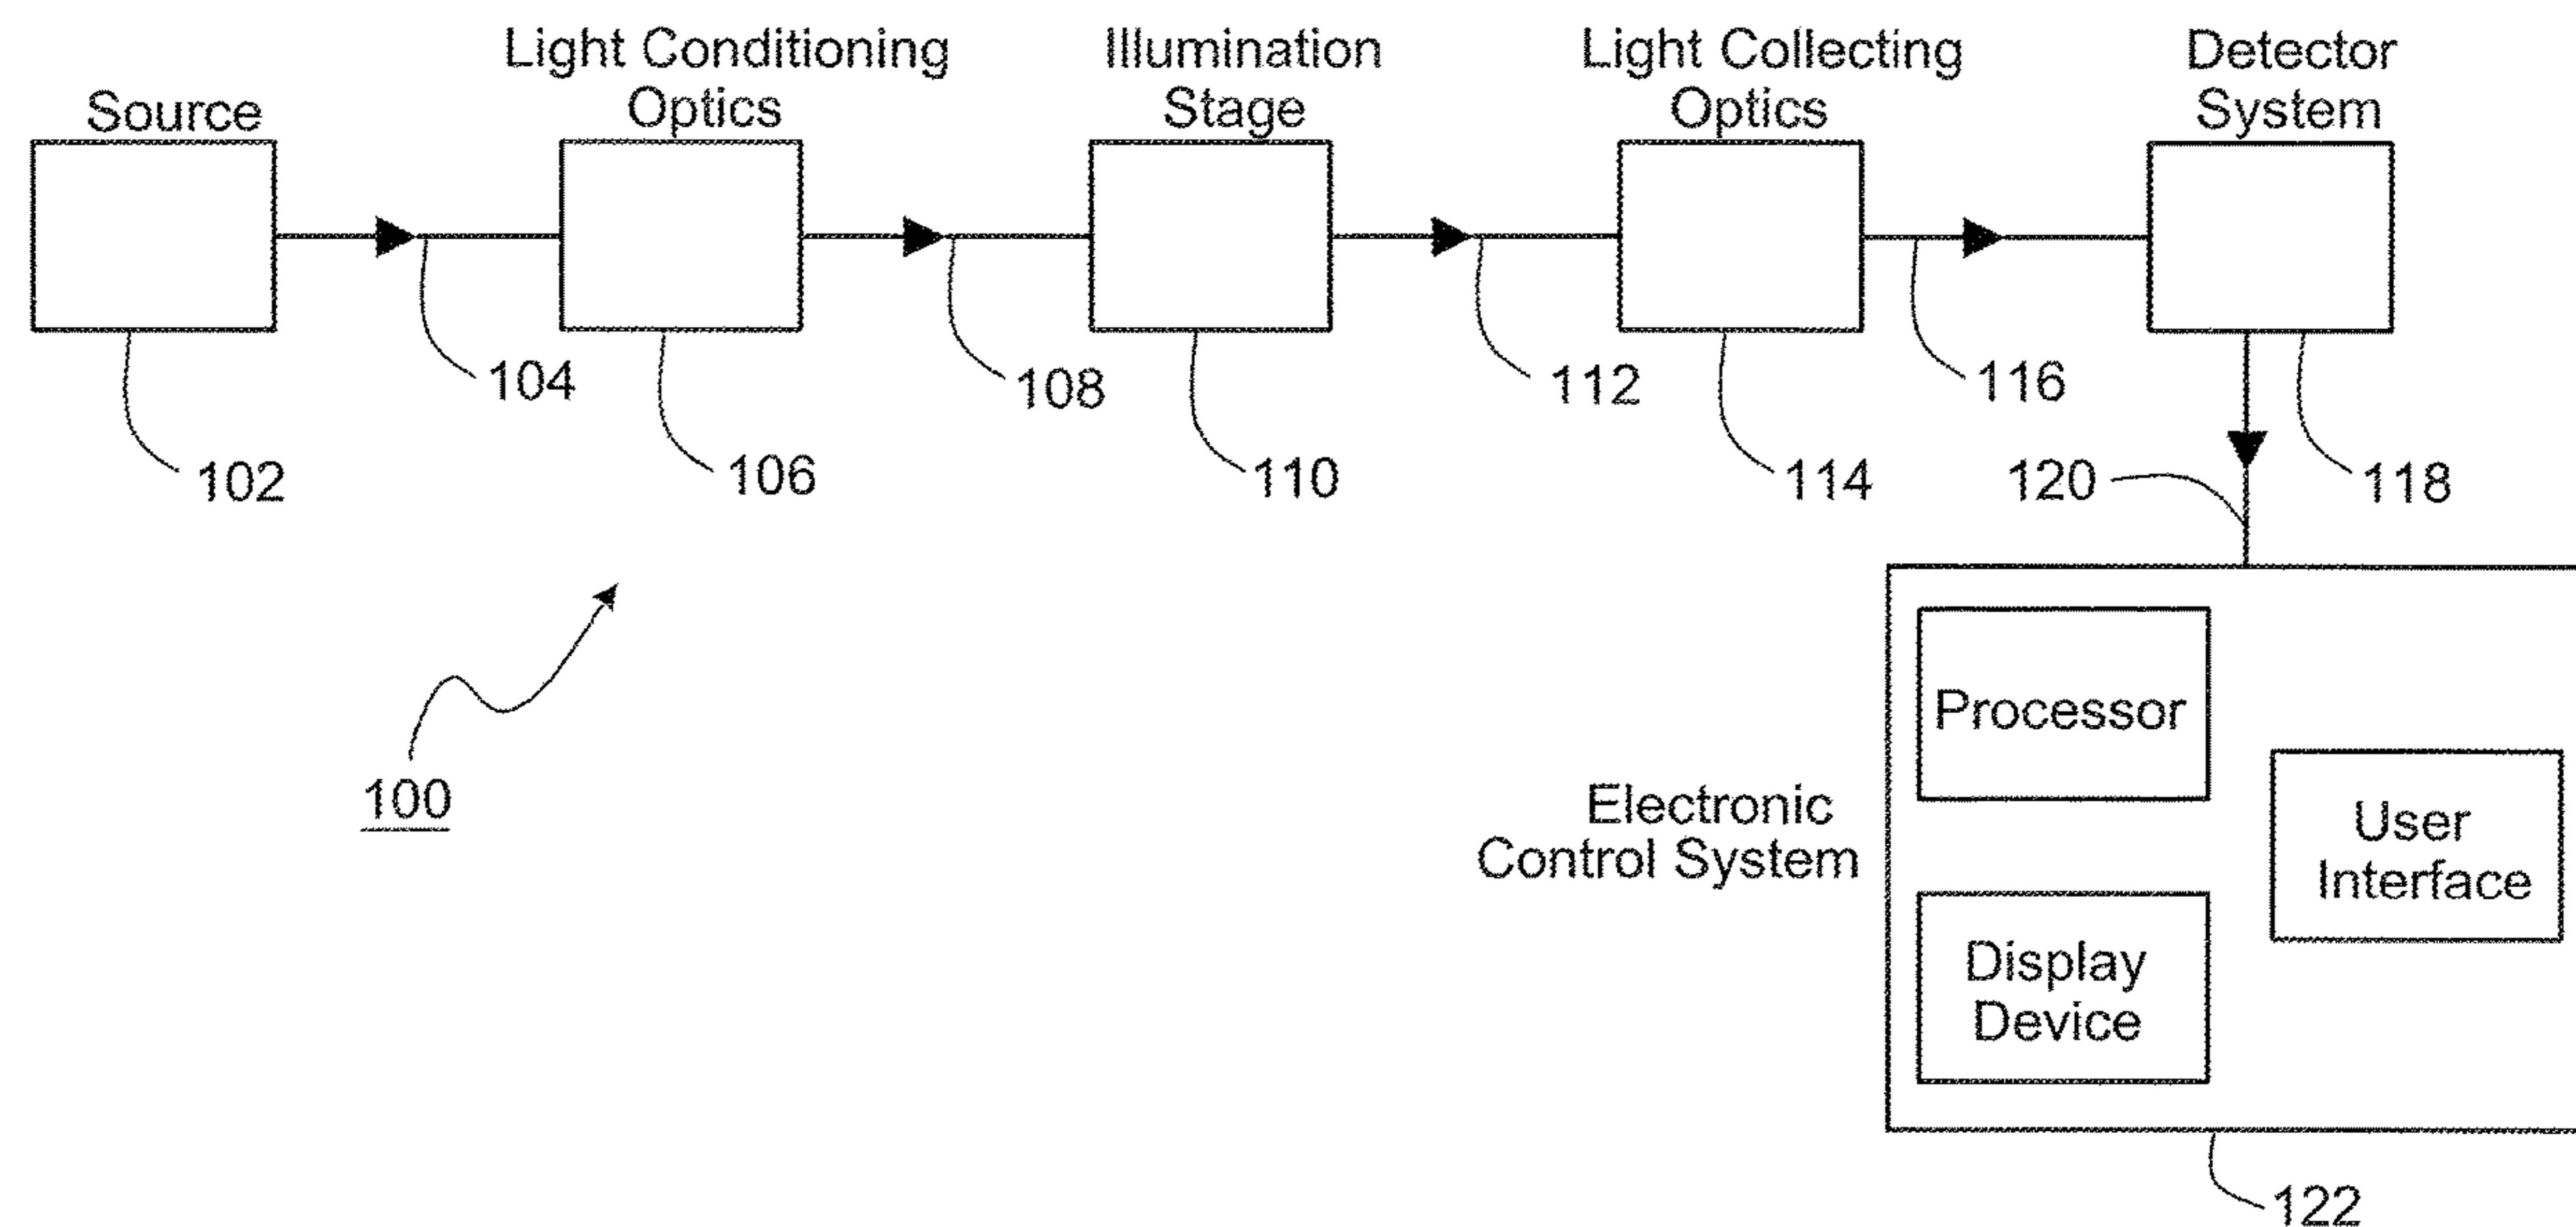 Light Conditioning
Optics
Illumination
Stage
Light Collecting
Optics
Detector
System
Source
104
108
112
116
102
106
110
114
120
118
100
Processor
Electronic
Control System
User
Interface
Display
Device
122